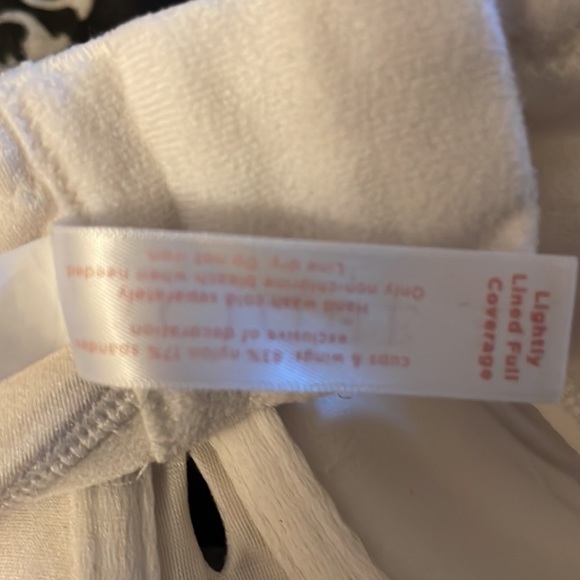 Lightly
Lined Full
Coverage
cups & wings: 83% nylon, 17% spandex
exclusive of decoration
Hand wash cold separately
Only non-chlorine bleach when needed
Line dry. Do not iron.